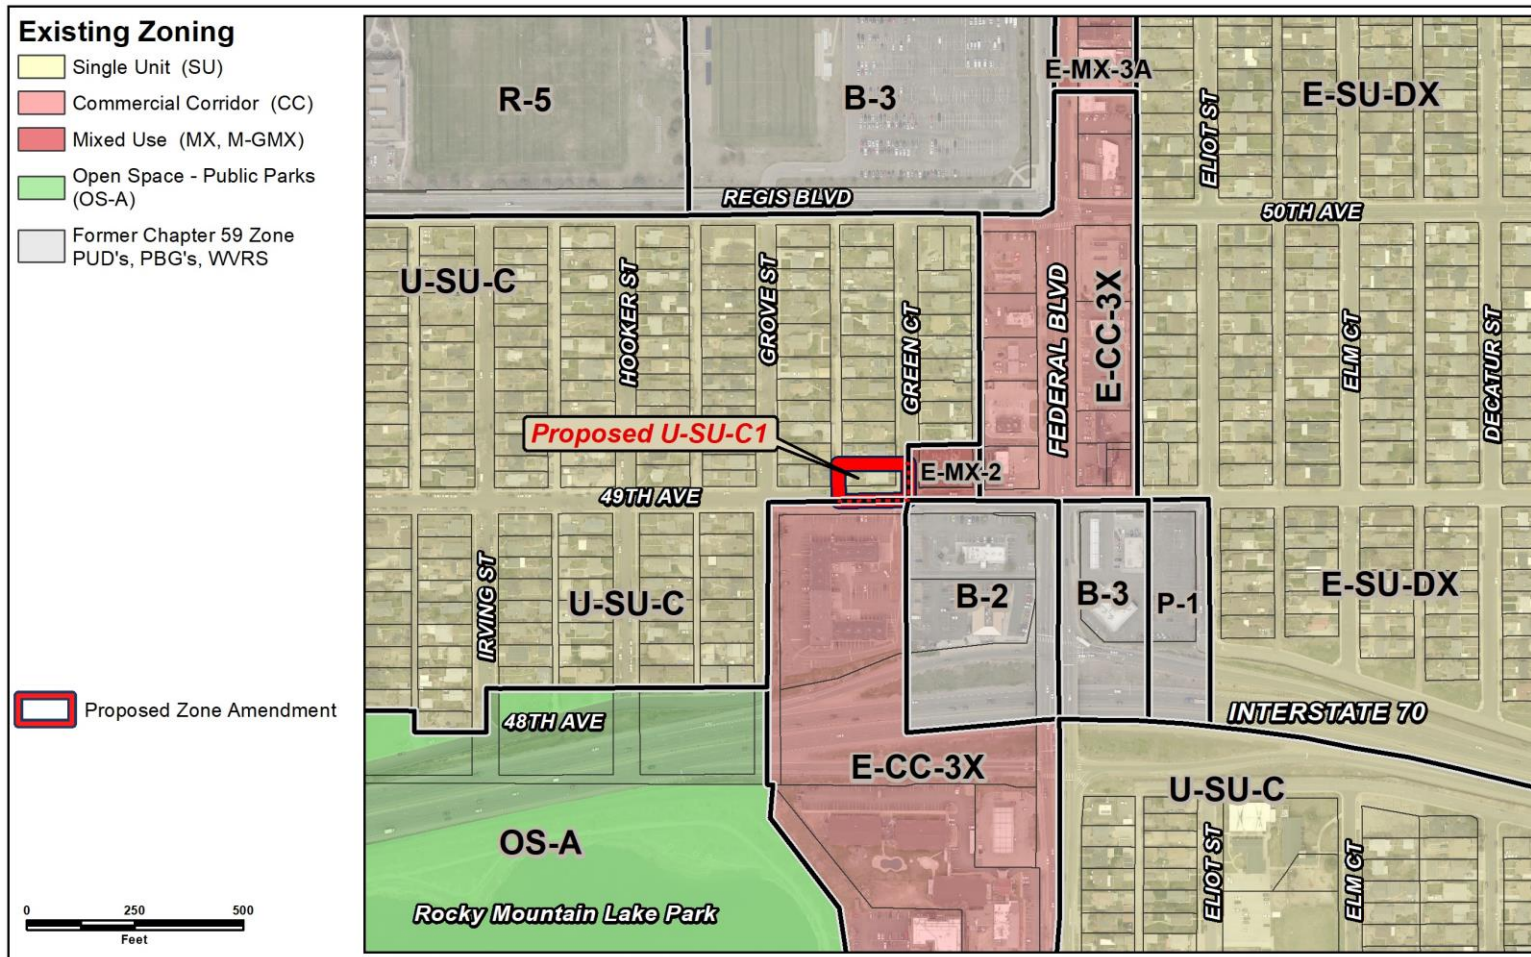 Existing Zoning
Single Unit (SU)
Commercial Corridor (CC)
Mixed Use (MX, M-GMX)
Open Space - Public Parks
(OS-A)
Former Chapter 59 Zone
PUD's, PBG's, WVRS
Proposed Zone Amendment
0 250 500
Feet
R-5
B-3
E-MX-3A
E-SU-DX
ELIOT ST
REGIS BLVD
50TH AVE
U-SU-C
HOOKER ST
GROVE ST
GREEN CT
FEDERAL BLVD
E-CC-3X
ELM CT
DECATUR ST
Proposed U-SU-C1
E-MX-2
49TH AVE
IRVING ST
U-SU-C
B-2
B-3
P-1
E-SU-DX
48TH AVE
INTERSTATE 70
E-CC-3X
U-SU-C
OS-A
ELIOT ST
ELM CT
Rocky Mountain Lake Park